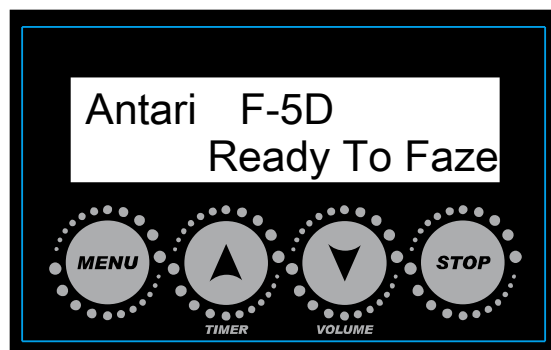 Antari F-5D
Ready To Faze
MENU
STOP
TIMER
VOLUME